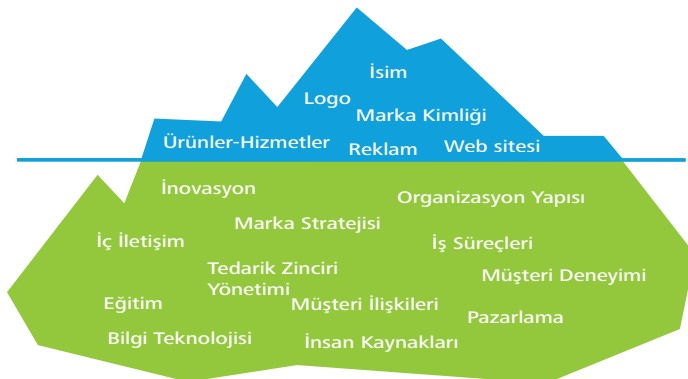 İsim
Logo
Marka Kimliği
Ürünler-Hizmetler
Reklam
Web sitesi
İnovasyon
Organizasyon Yapısı
Marka Stratejisi
İç İletişim
İş Süreçleri
Tedarik Zinciri
Yönetimi
Müşteri Deneyimi
Eğitim
Müşteri İlişkileri
Pazarlama
Bilgi Teknolojisi
İnsan Kaynakları